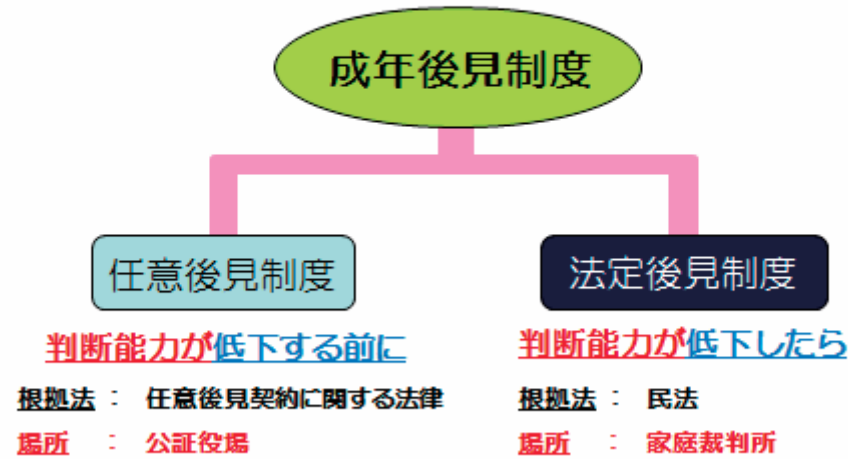 成年後見制度
任意後見制度
判断能力が低下する前に
根拠法： 任意後見契約に関する法律
場所 ： 公証役場
法定後見制度
判断能力が低下したら
根拠法： 民法
場所 ： 家庭裁判所